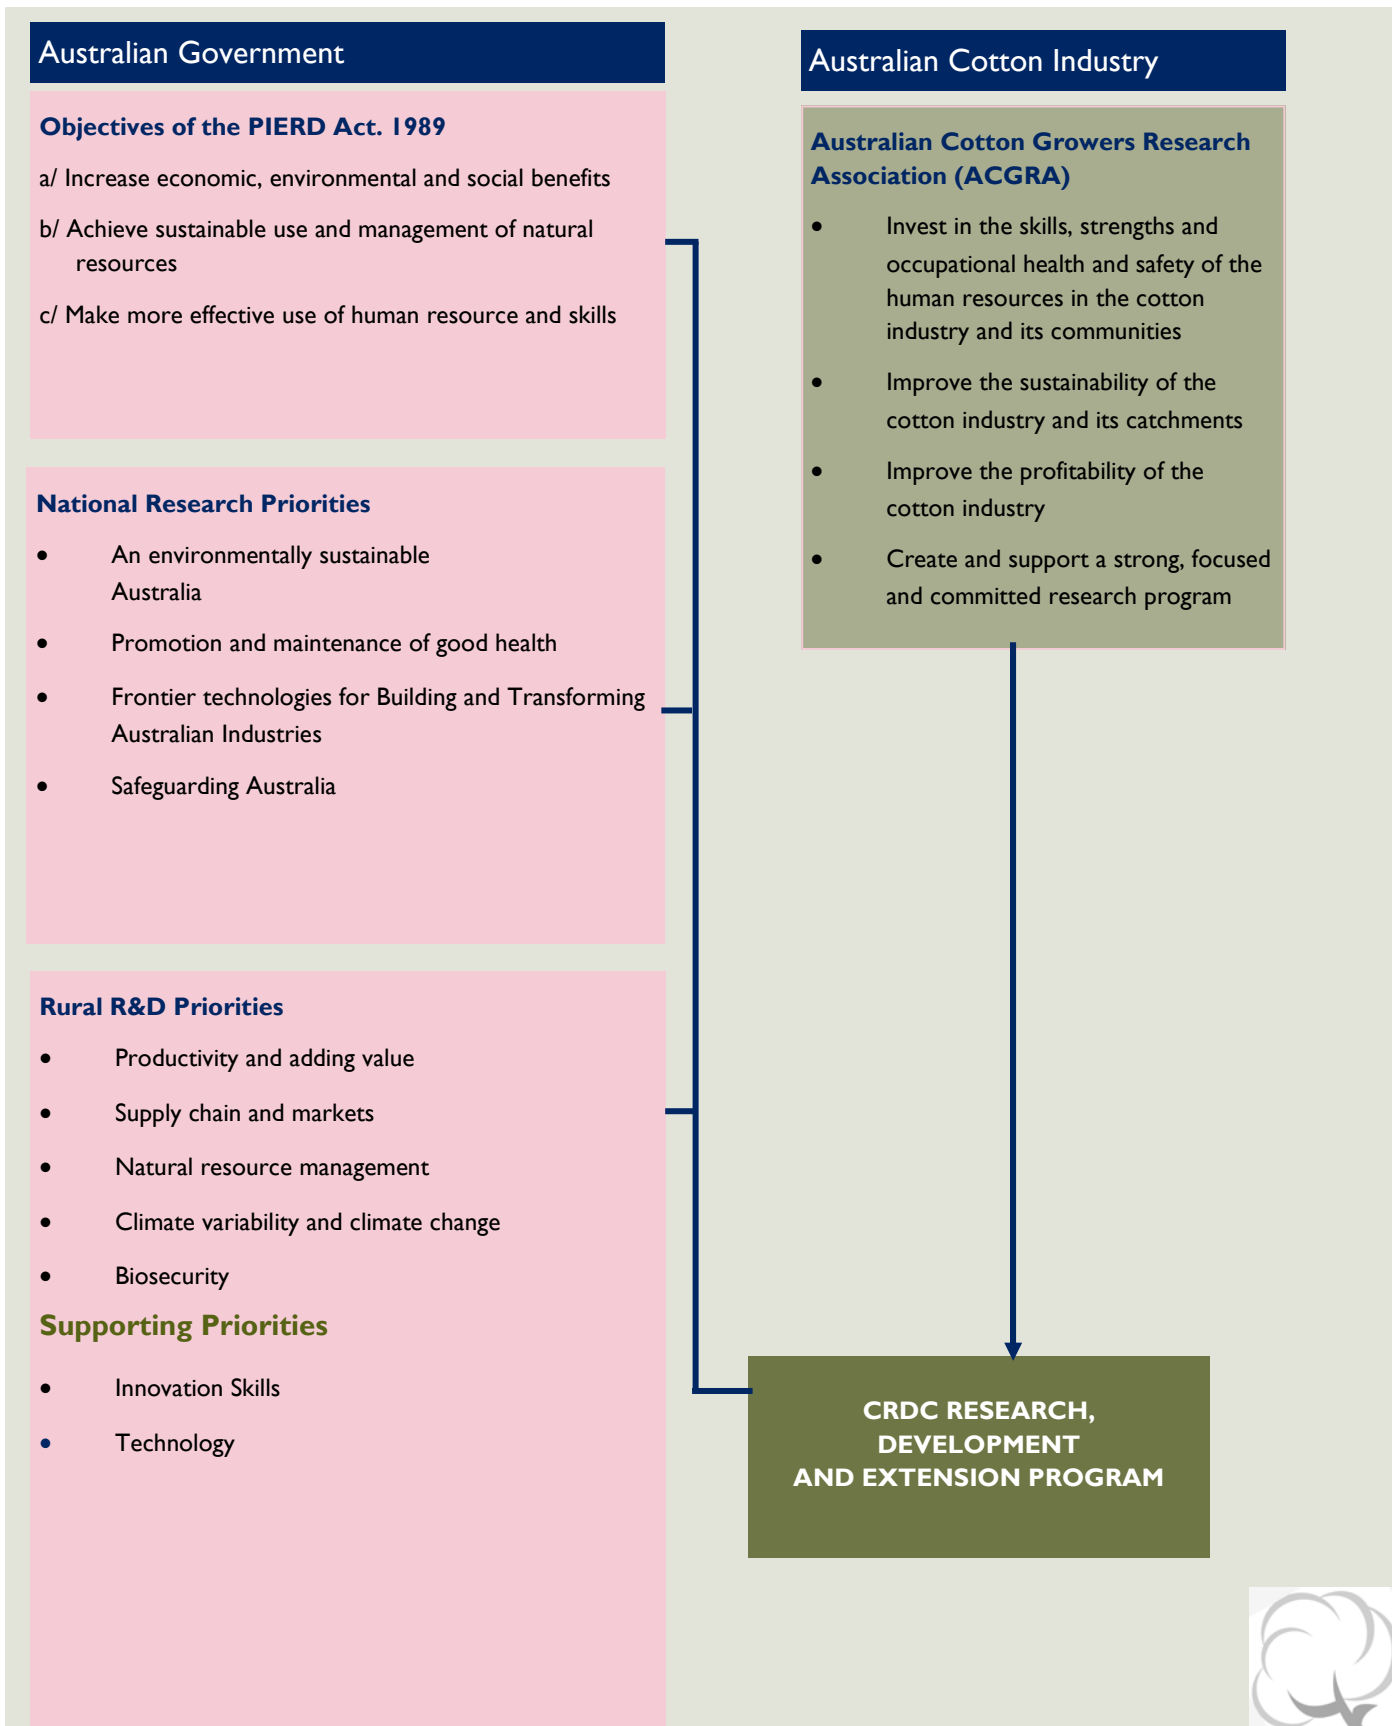 Australian Government
Objectives of the PIERD Act. 1989
a/ Increase economic, environmental and social benefits
b/ Achieve sustainable use and management of natural
resources
c/ Make more effective use of human resource and skills
National Research Priorities
• An environmentally sustainable
Australia
• Promotion and maintenance of good health
• Frontier technologies for Building and Transforming
Australian Industries
• Safeguarding Australia
Rural R&D Priorities
• Productivity and adding value
• Supply chain and markets
• Natural resource management
• Climate variability and climate change
• Biosecurity
Supporting Priorities
• Innovation Skills
• Technology
Australian Cotton Industry
Australian Cotton Growers Research
Association (ACGRA)
• Invest in the skills, strengths and
occupational health and safety of the
human resources in the cotton
industry and its communities
• Improve the sustainability of the
cotton industry and its catchments
• Improve the profitability of the
cotton industry
• Create and support a strong, focused
and committed research program
CRDC RESEARCH,
DEVELOPMENT
AND EXTENSION PROGRAM